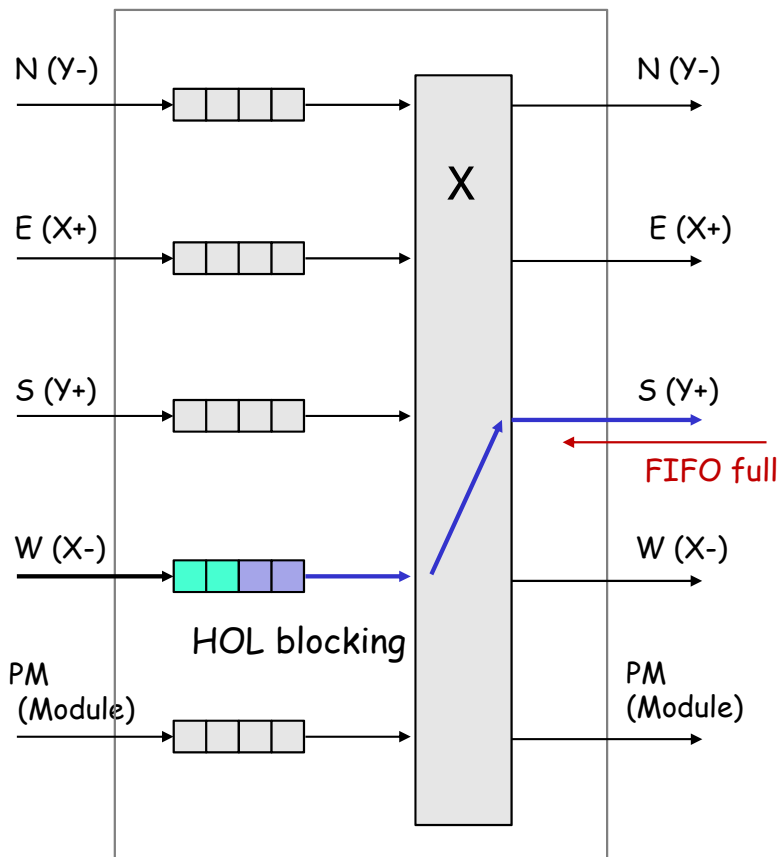 N (Y-)
N (Y-)
X
E (X+)
E (X+)
S (Y+)
S (Y+)
FIFO full
W (X-)
W (X-)
HOL blocking
PM
(Module)
PM
(Module)